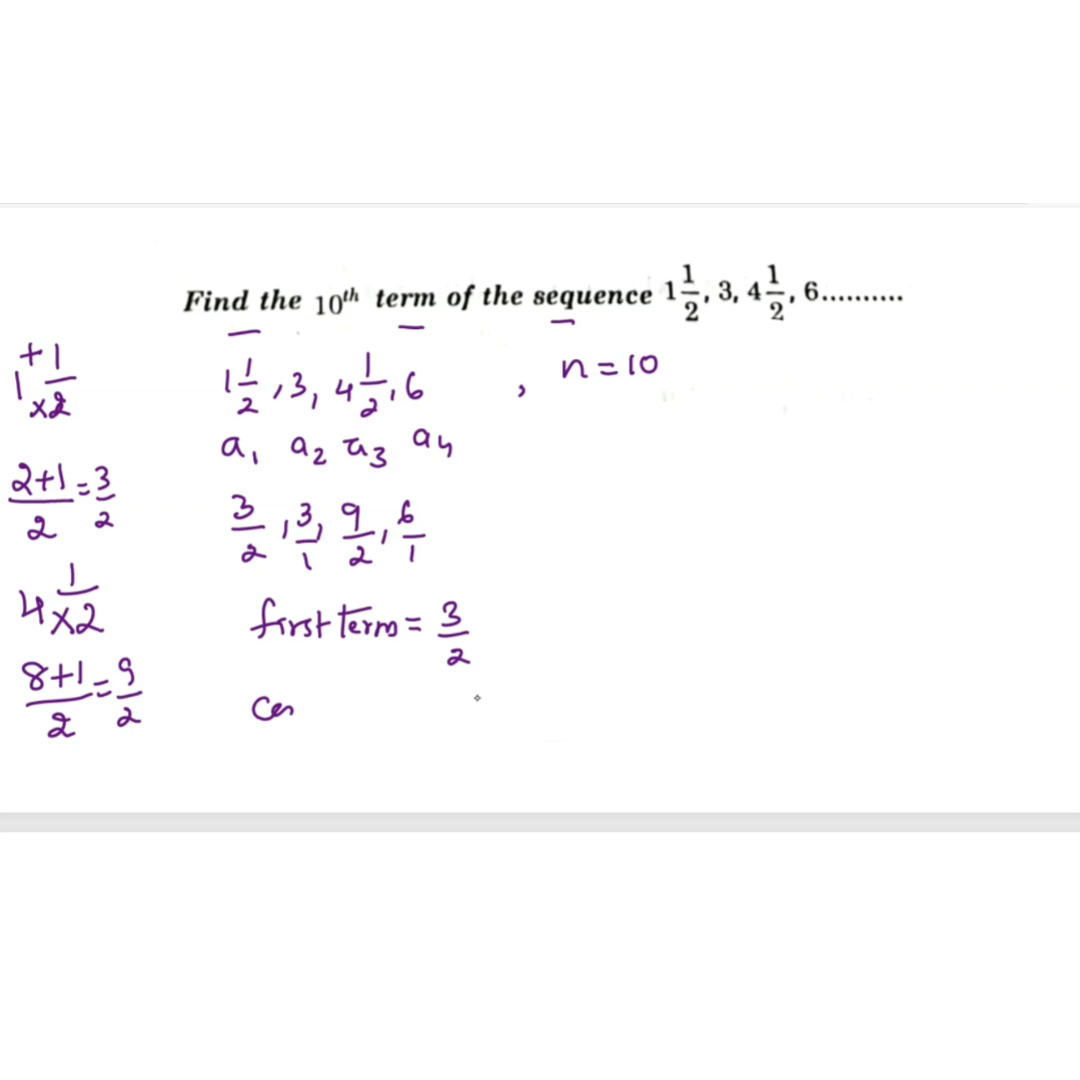 Find the 10th term of the sequence 1 1/2, 3, 4 1/2, 6..........
1 +1/×2
1 1/2, 3, 4 1/2, 6 , n = 10
a1 a2 a3 a4
2+1/2 = 3/2
3/2, 3/1, 9/2, 6/1
4 1/×2
first term = 3/2
8+1/2 = 9/2